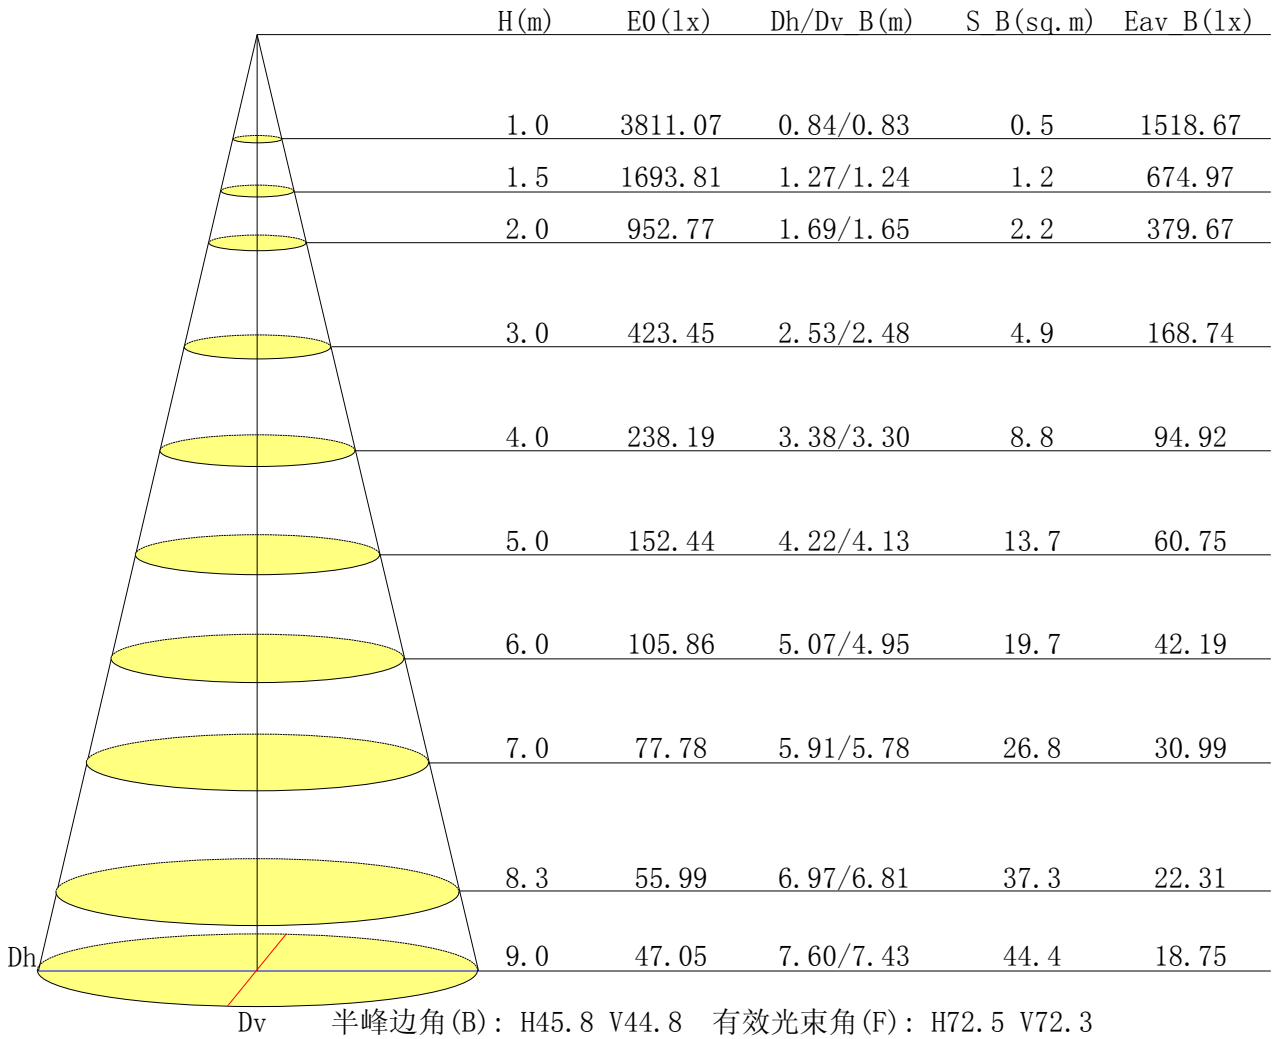 H(m) E0(lx) Dh/Dv_B(m) S_B(sq.m) Eav_B(lx)
1.0 3811.07 0.84/0.83 0.5 1518.67
1.5 1693.81 1.27/1.24 1.2 674.97
2.0 952.77 1.69/1.65 2.2 379.67
3.0 423.45 2.53/2.48 4.9 168.74
4.0 238.19 3.38/3.30 8.8 94.92
5.0 152.44 4.22/4.13 13.7 60.75
6.0 105.86 5.07/4.95 19.7 42.19
7.0 77.78 5.91/5.78 26.8 30.99
8.3 55.99 6.97/6.81 37.3 22.31
Dh 9.0 47.05 7.60/7.43 44.4 18.75
Dv 半峰边角(B): H45.8 V44.8 有效光束角(F): H72.5 V72.3